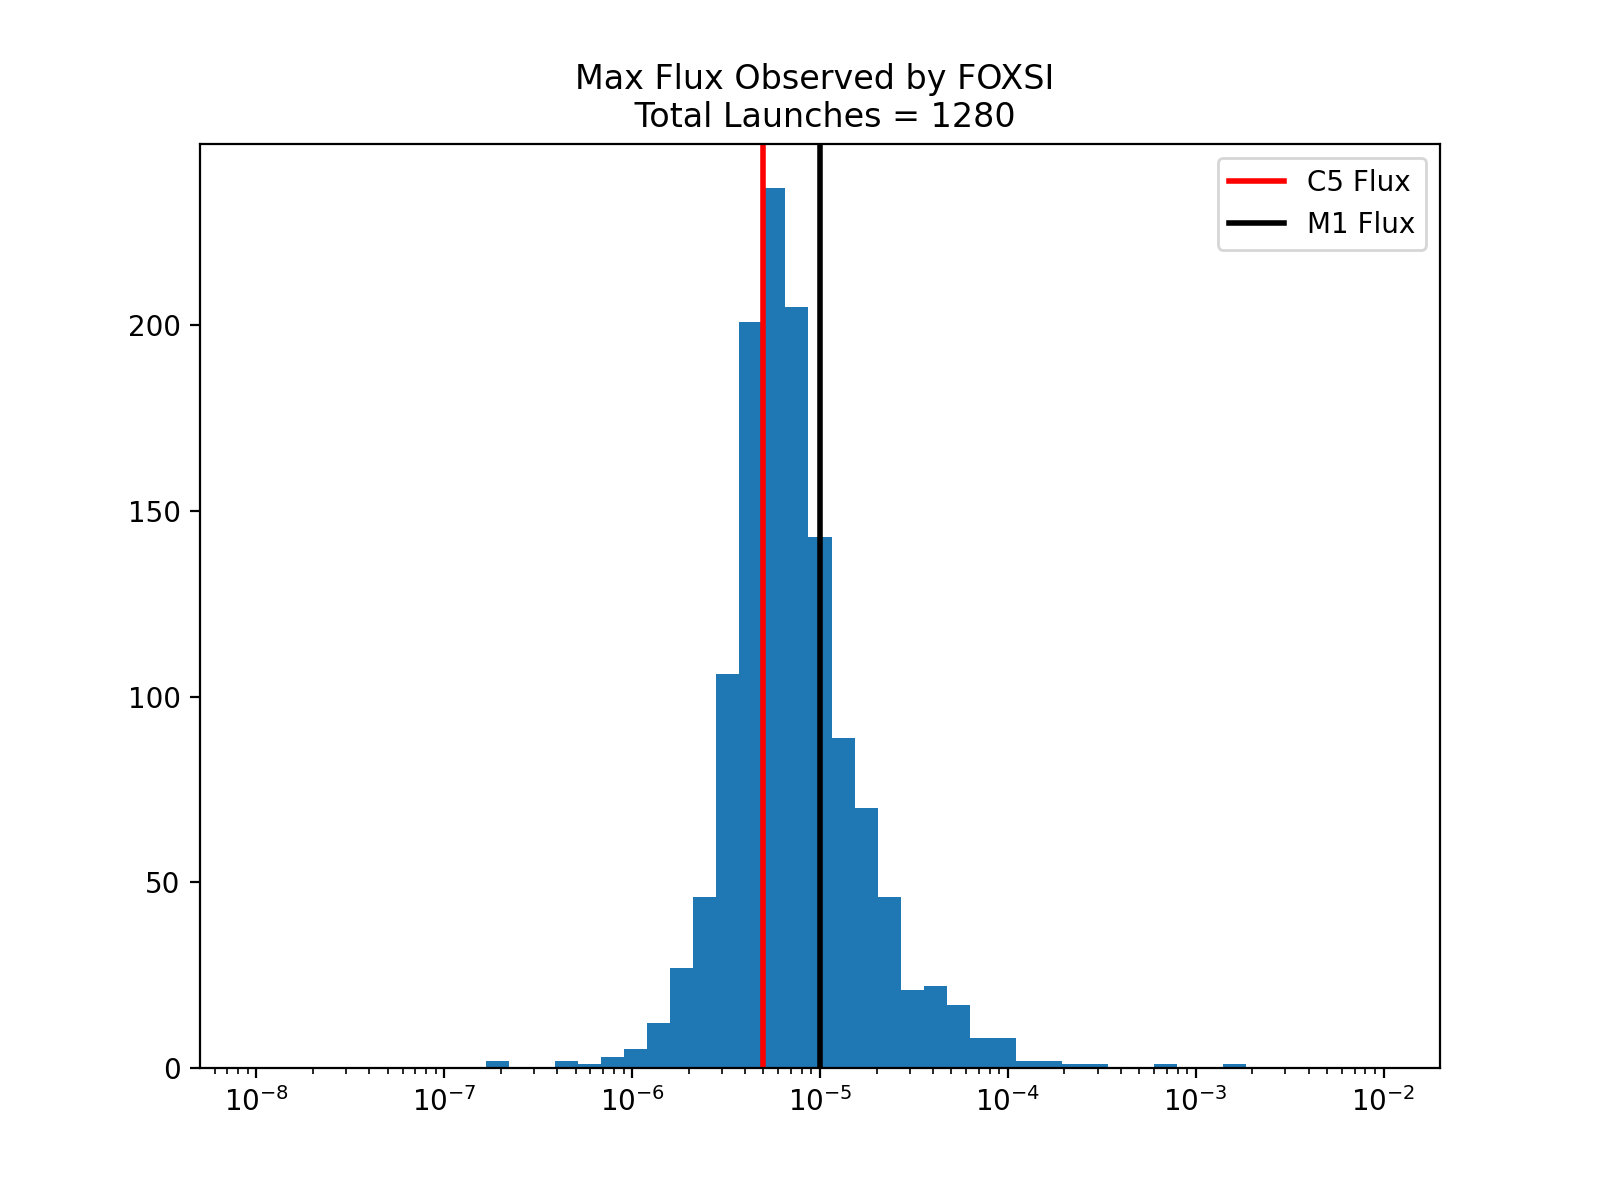 Max Flux Observed by FOXSI
Total Launches = 1280
C5 Flux
M1 Flux
200
150
100
50
0
10⁻⁸ 10⁻⁷ 10⁻⁶ 10⁻⁵ 10⁻⁴ 10⁻³ 10⁻²